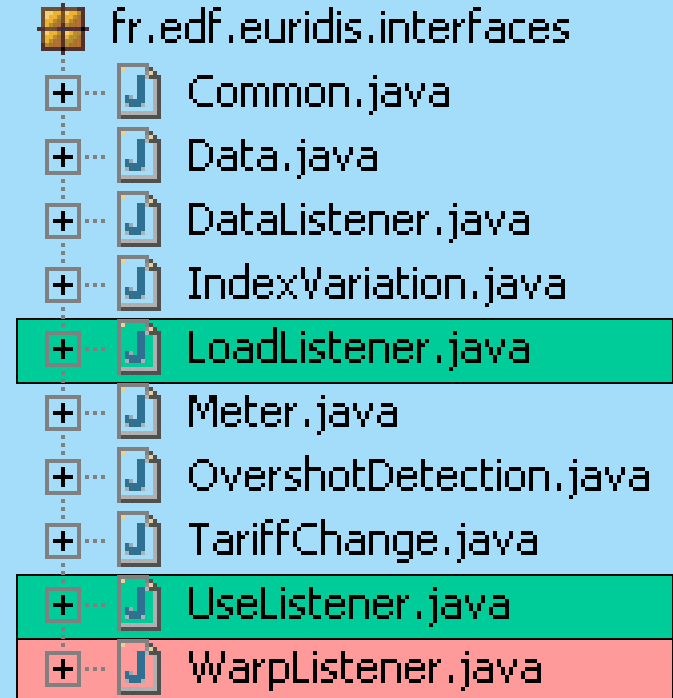 fr.edf.euridis.interfaces
Common.java
Data.java
DataListener.java
IndexVariation.java
LoadListener.java
Meter.java
OvershotDetection.java
TariffChange.java
UseListener.java
WarpListener.java